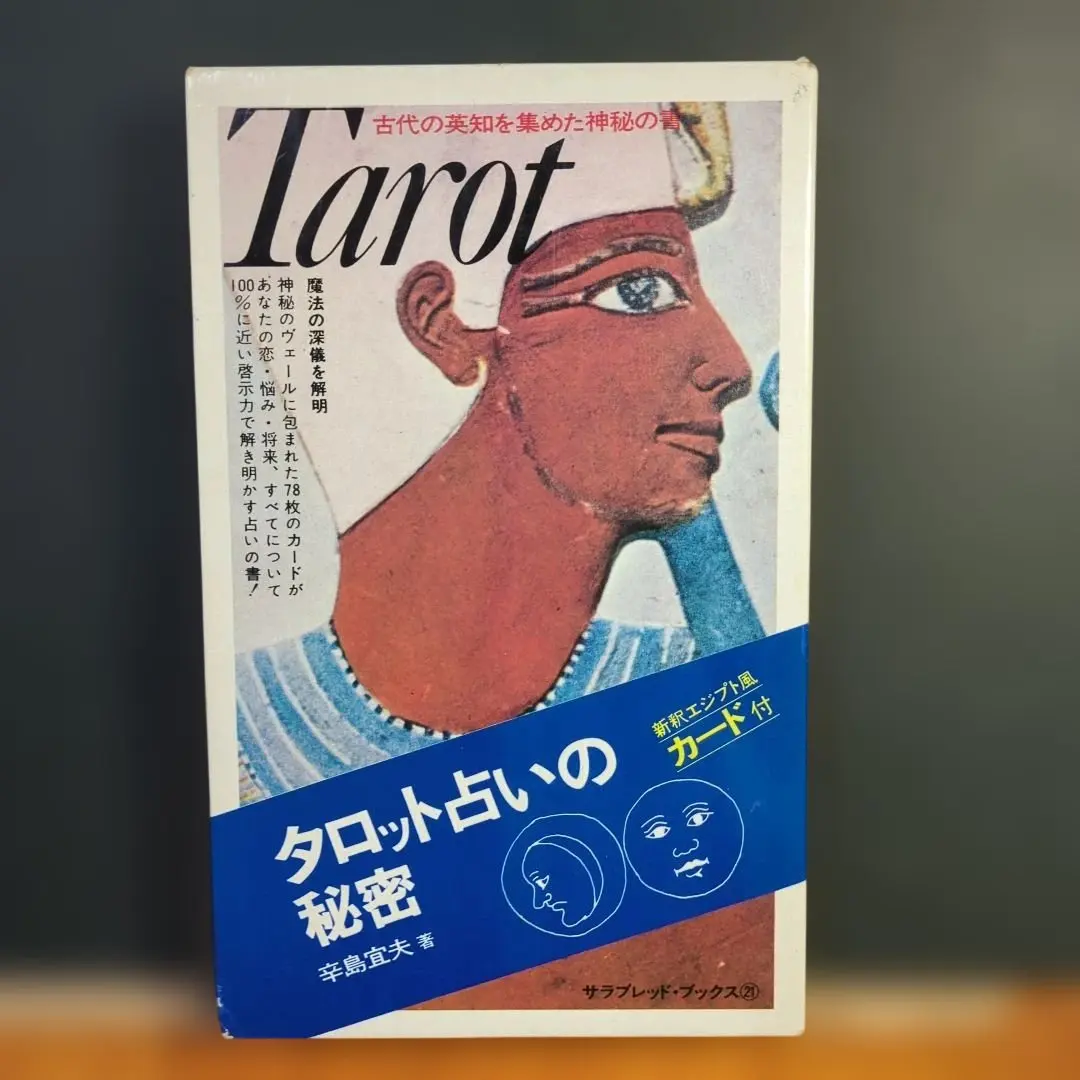 古代の英知を集めた神秘の書
Tarot
魔法の深儀を解明
神秘のヴェールに包まれた78枚のカードが
あなたの恋・悩み・将来、すべてについて
100%に近い啓示力で解き明かす占いの書!
新釈エジプト風
カード付
タロット占いの
秘密
辛島宜夫 著
サラブレッド・ブックス㉑